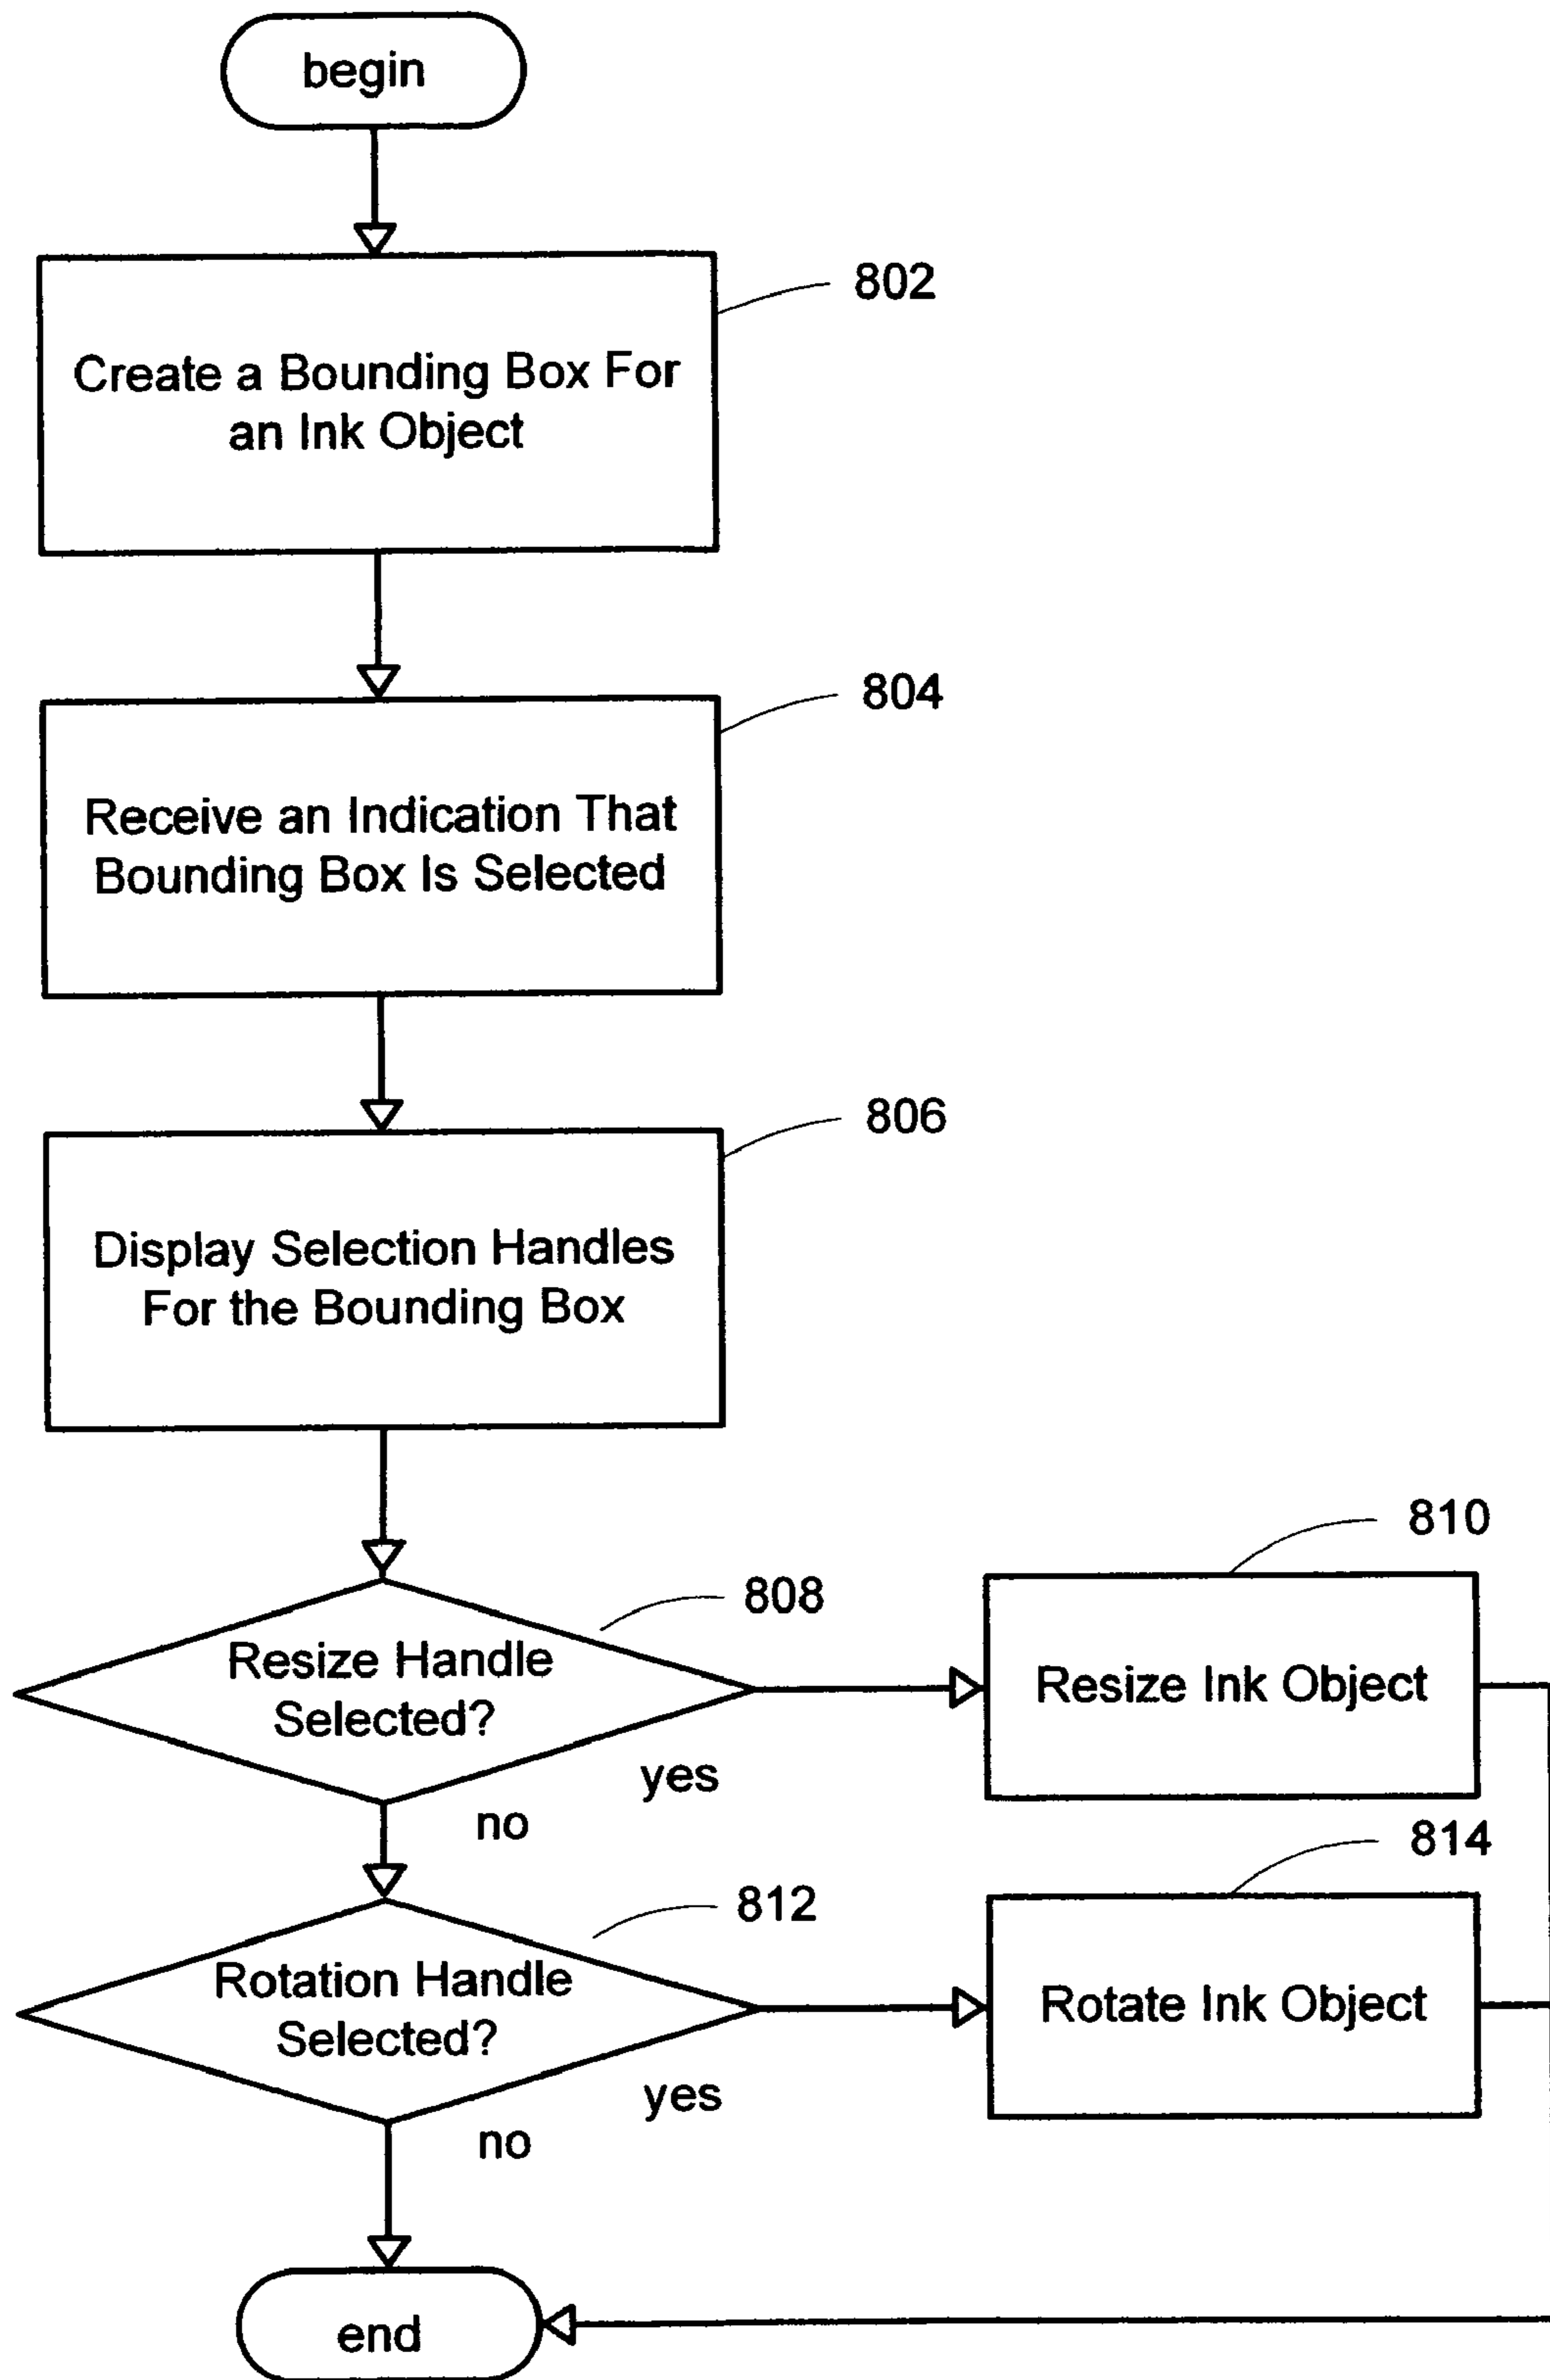 begin
802
Create a Bounding Box For
an Ink Object
804
Receive an Indication That
Bounding Box Is Selected
806
Display Selection Handles
For the Bounding Box
808
Resize Handle
Selected?
yes
no
810
Resize Ink Object
812
Rotation Handle
Selected?
yes
no
814
Rotate Ink Object
end